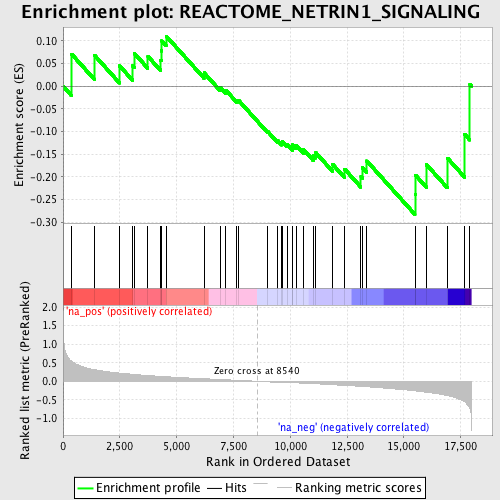 Enrichment plot: REACTOME_NETRIN1_SIGNALING
Enrichment score (ES)
0.10
0.05
0.00
-0.05
-0.10
-0.15
-0.20
-0.25
-0.30
'na_pos' (positively correlated)
Ranked list metric (PreRanked)
2.0
1.5
1.0
0.5
0.0
-0.5
-1.0
Zero cross at 8540
'na_neg' (negatively correlated)
0 2,500 5,000 7,500 10,000 12,500 15,000 17,500
Rank in Ordered Dataset
Enrichment profile Hits Ranking metric scores